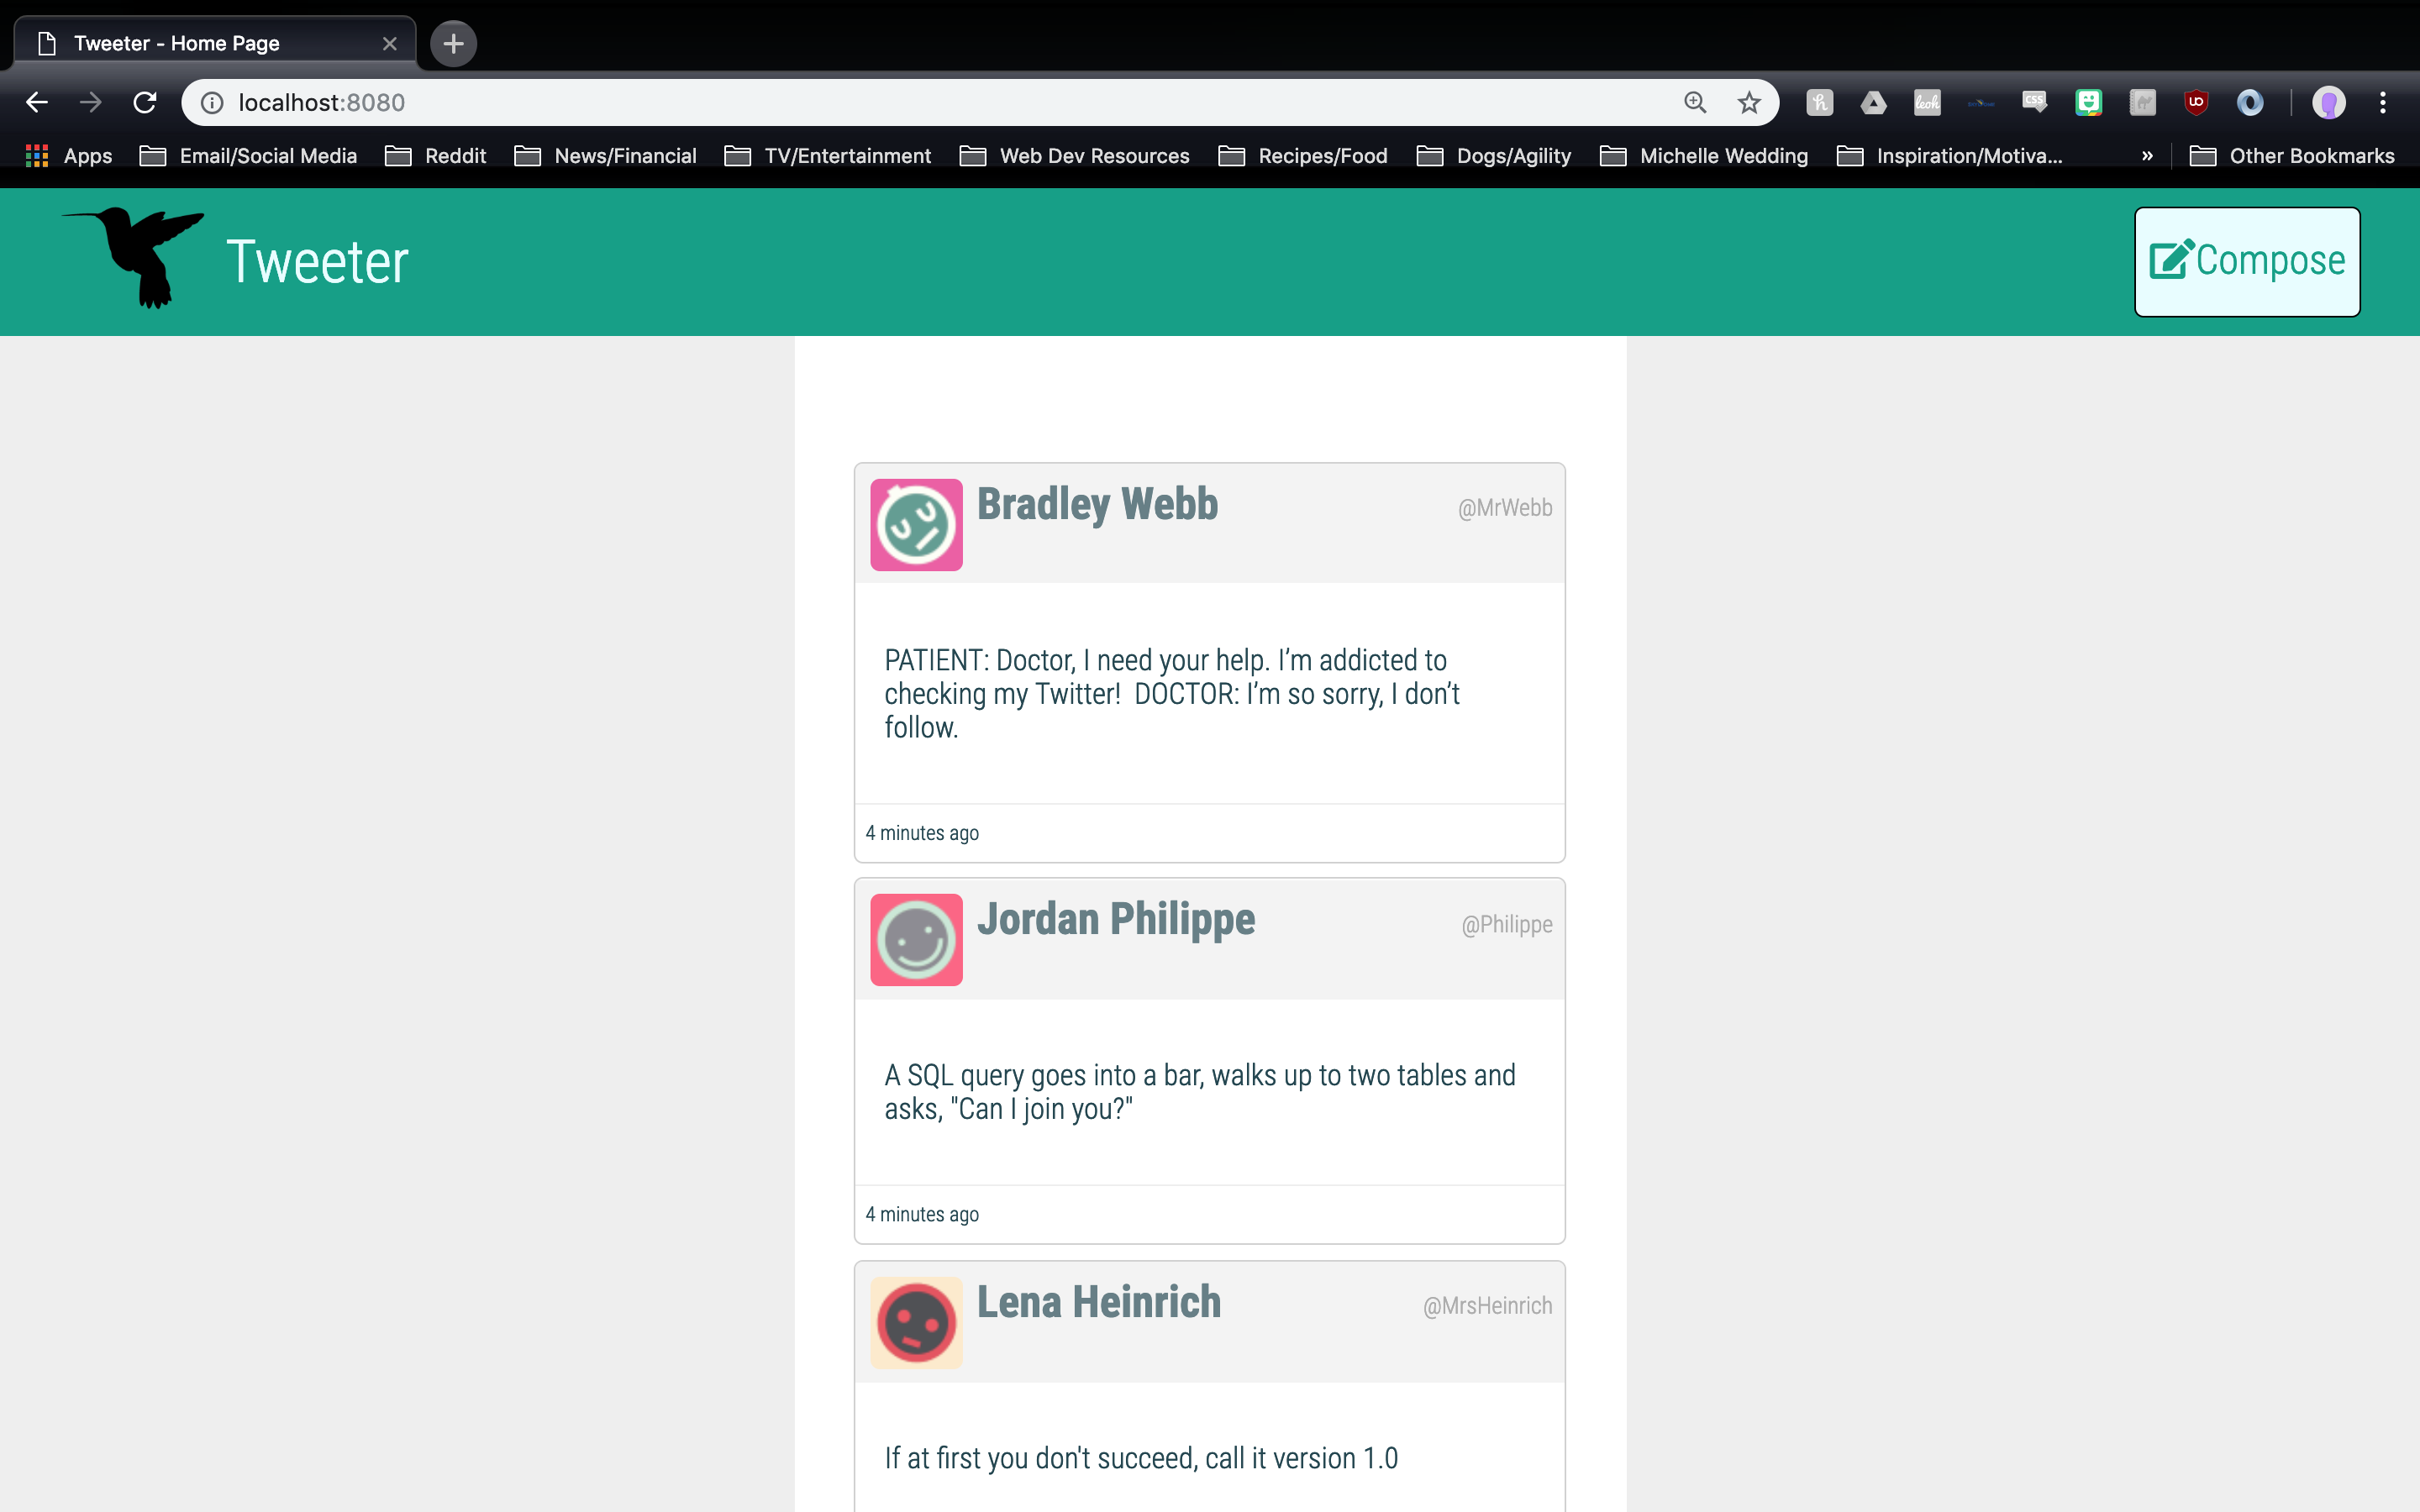 Tweeter - Home Page
localhost:8080
Apps Email/Social Media Reddit News/Financial TV/Entertainment Web Dev Resources Recipes/Food Dogs/Agility Michelle Wedding Inspiration/Motiva... » Other Bookmarks
Tweeter
Compose
Bradley Webb @MrWebb
PATIENT: Doctor, I need your help. I’m addicted to
checking my Twitter!  DOCTOR: I’m so sorry, I don’t
follow.
4 minutes ago
Jordan Philippe @Philippe
A SQL query goes into a bar, walks up to two tables and
asks, "Can I join you?"
4 minutes ago
Lena Heinrich @MrsHeinrich
If at first you don't succeed, call it version 1.0